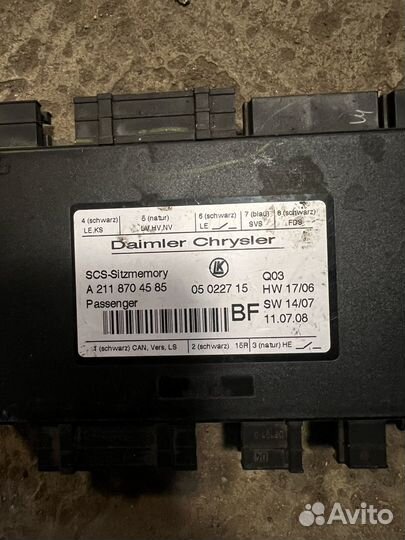 4 (schwarz) 5 (natur) 6 (schwarz) 7 (blau) 8 (schwarz)
LE,KS LM,HV,NV LE SVS FDS
Daimler Chrysler
SCS-Sitzmemory LK Q03
A 211 870 45 85 05 0227 15 HW 17/06
Passenger BF SW 14/07
11.07.08
1 (schwarz) CAN, Vers, LS 2 (schwarz) 15R 3 (natur) HE
Avito